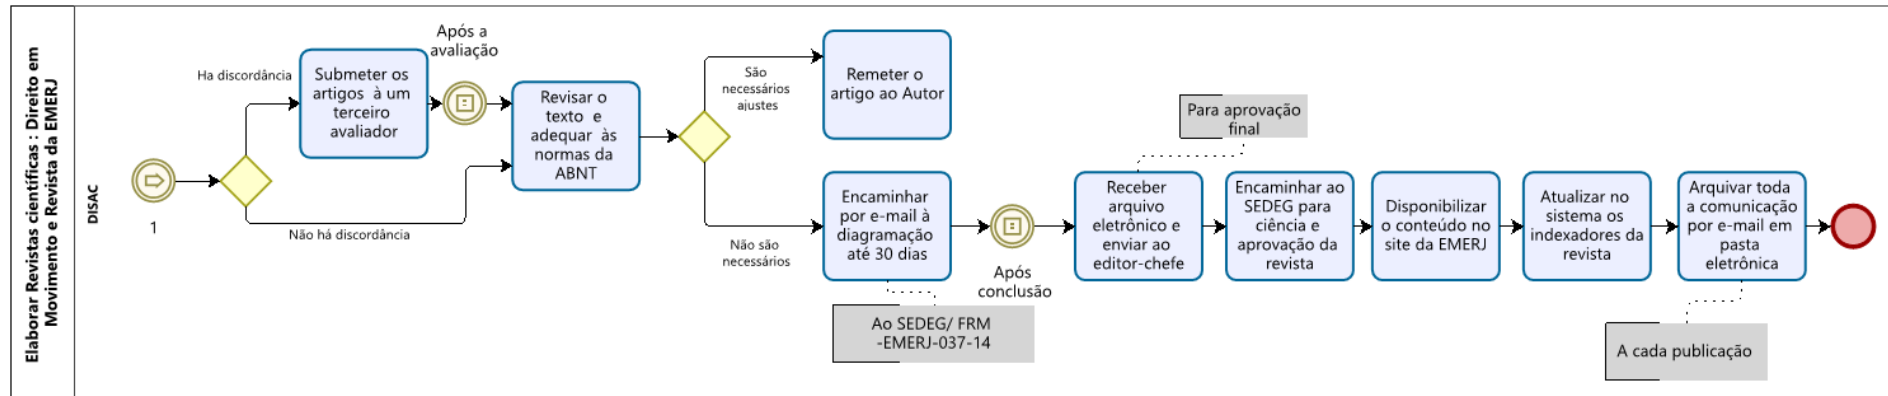 Elaborar Revistas científicas : Direito em
Movimento e Revista da EMERJ
DISAC
1
Ha discordância
Não há discordância
Submeter os
artigos à um
terceiro
avaliador
Após a
avaliação
Revisar o
texto e
adequar às
normas da
ABNT
São
necessários
ajustes
Não são
necessários
Remeter o
artigo ao Autor
Encaminhar
por e-mail à
diagramação
até 30 dias
Ao SEDEG/ FRM
-EMERJ-037-14
Após
conclusão
Para aprovação
final
Receber
arquivo
eletrônico e
enviar ao
editor-chefe
Encaminhar ao
SEDEG para
ciência e
aprovação da
revista
Disponibilizar
o conteúdo no
site da EMERJ
Atualizar no
sistema os
indexadores da
revista
Arquivar toda
a comunicação
por e-mail em
pasta
eletrônica
A cada publicação